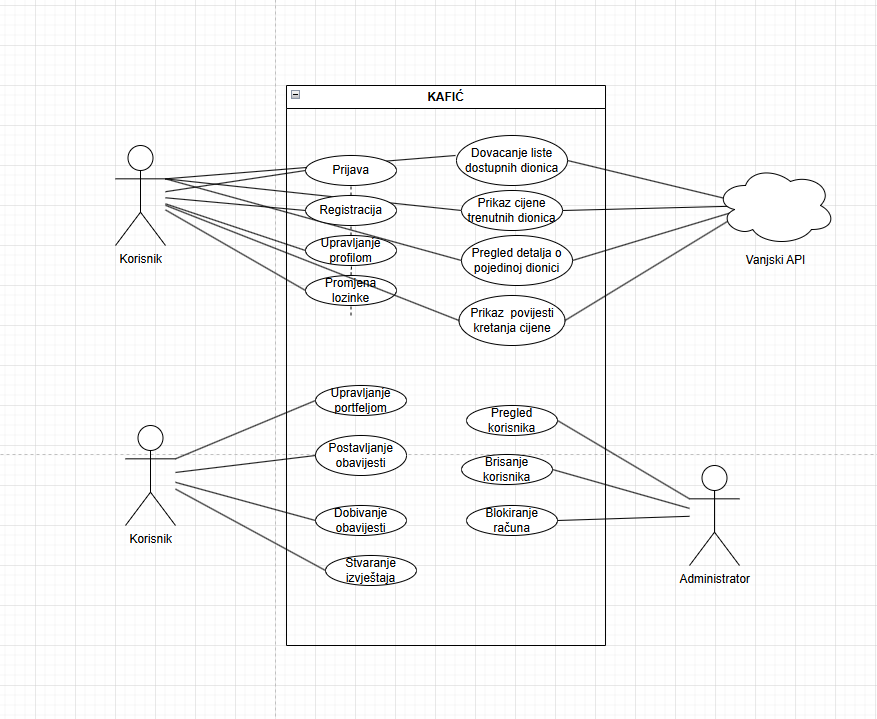 KAFIĆ
Prijava
Registracija
Upravljanje
profilom
Promjena
lozinke
Dovacanje liste
dostupnih dionica
Prikaz cijene
trenutnih dionica
Pregled detalja o
pojedinoj dionici
Prikaz povijesti
kretanja cijene
Korisnik
Vanjski API
Upravljanje
portfeljom
Postavljanje
obavijesti
Dobivanje
obavijesti
Stvaranje
izvještaja
Pregled
korisnika
Brisanje
korisnika
Blokiranje
računa
Korisnik
Administrator